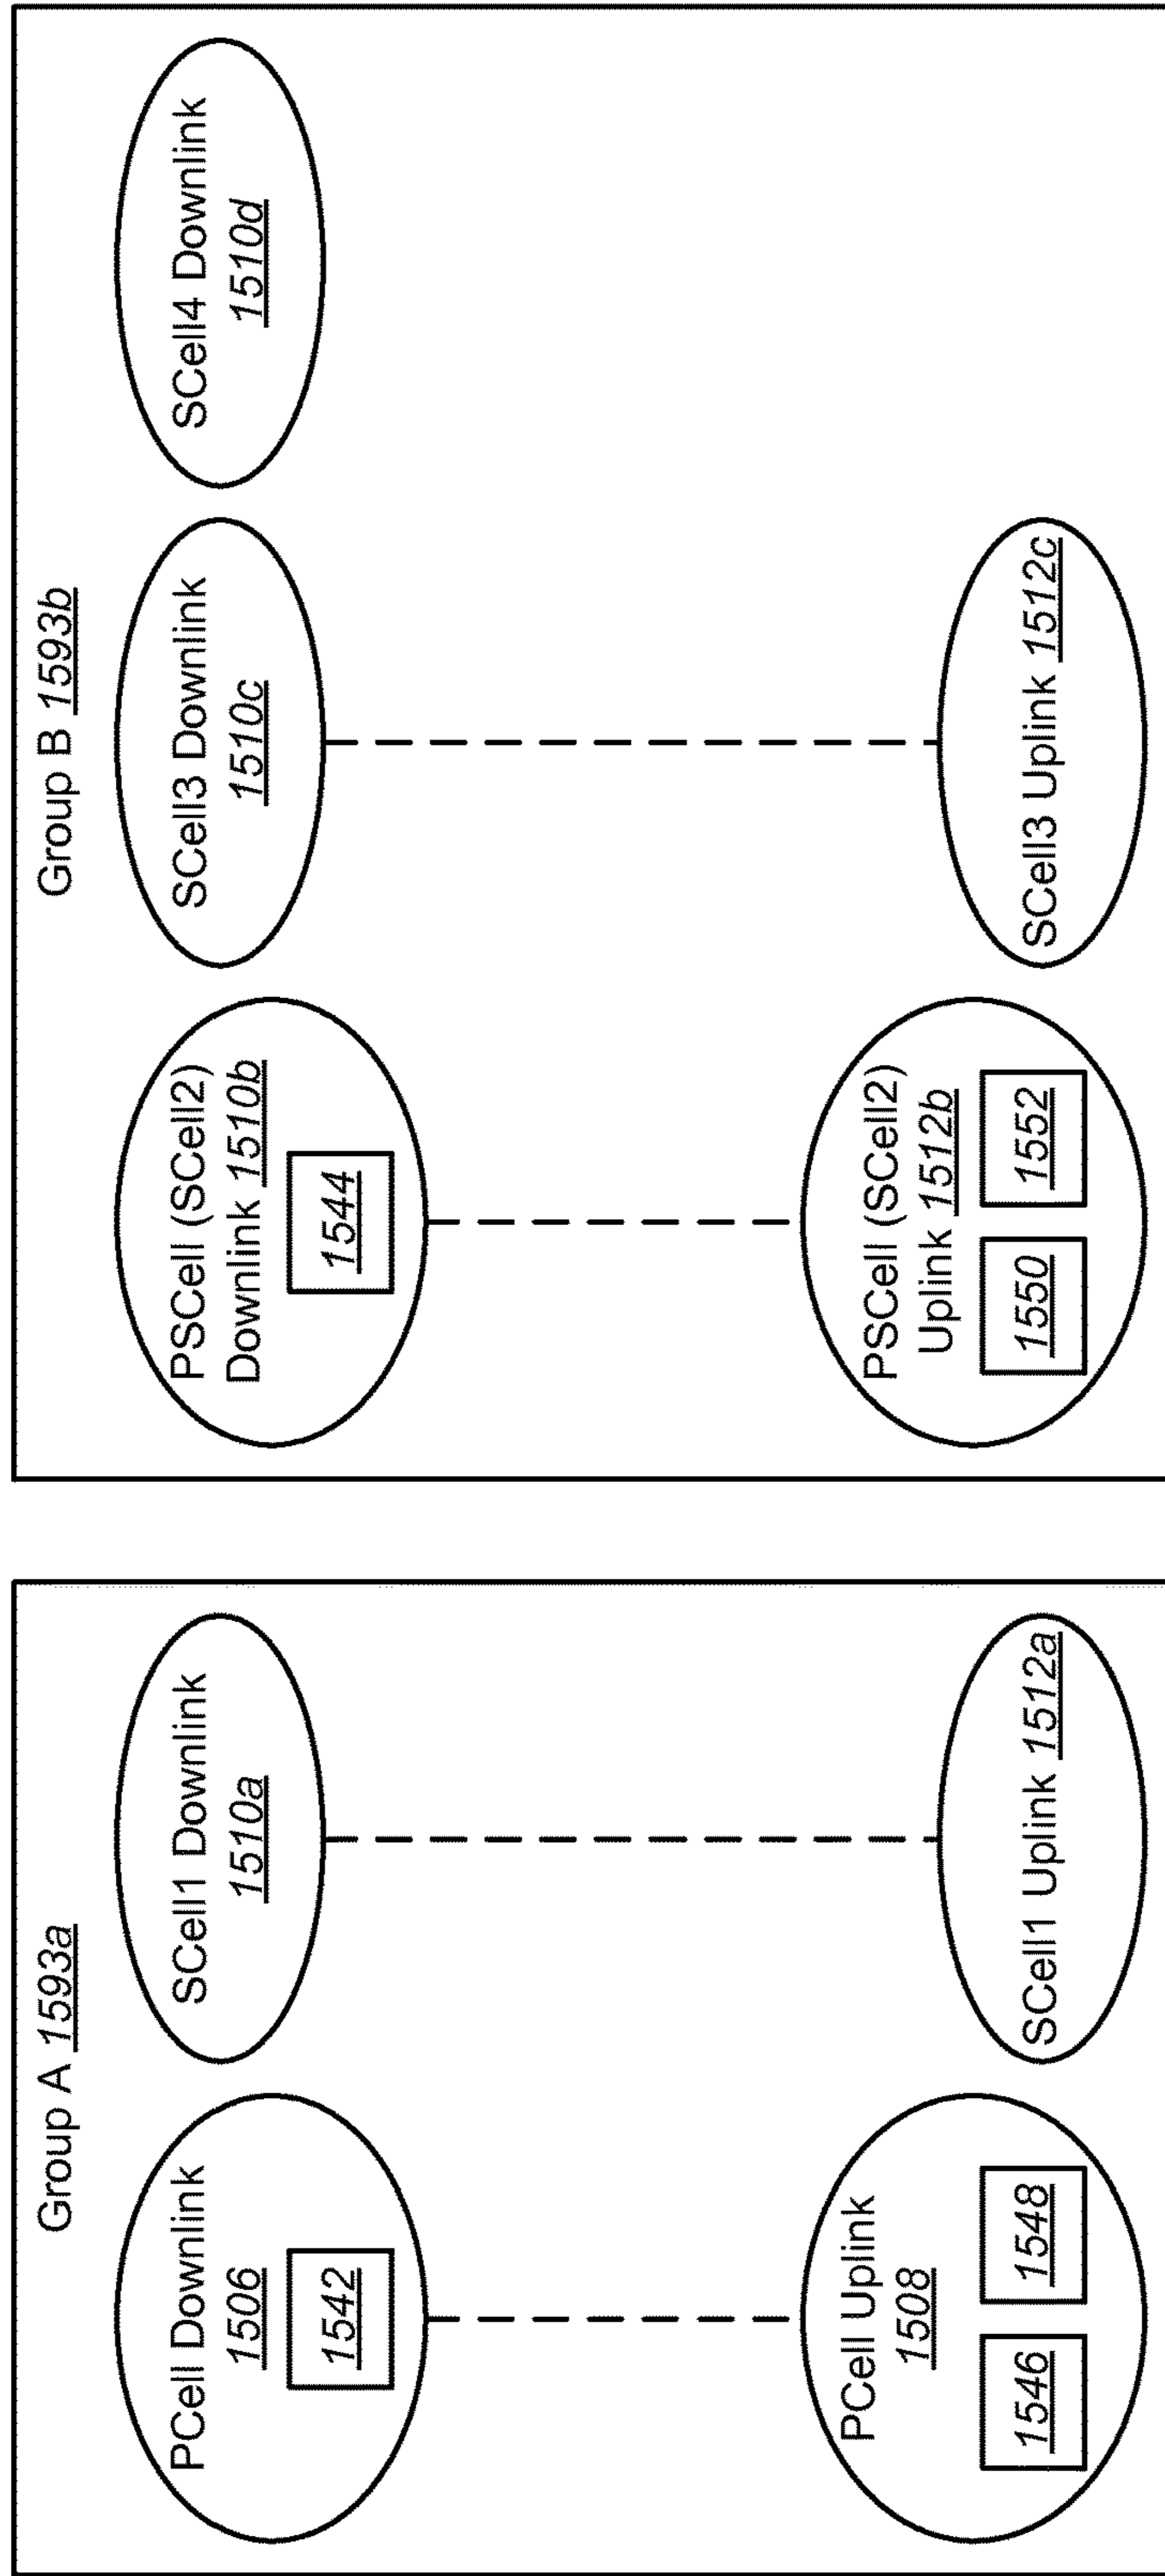 Group A 1593a
PCell Downlink
1506
1542
SCell1 Downlink
1510a
PCell Uplink
1508
1546
1548
SCell1 Uplink 1512a
Group B 1593b
PSCell (SCell2)
Downlink 1510b
1544
SCell3 Downlink
1510c
SCell4 Downlink
1510d
PSCell (SCell2)
Uplink 1512b
1550
1552
SCell3 Uplink 1512c